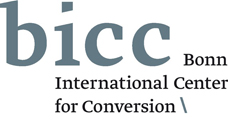 bicc Bonn
International Center
for Conversion \